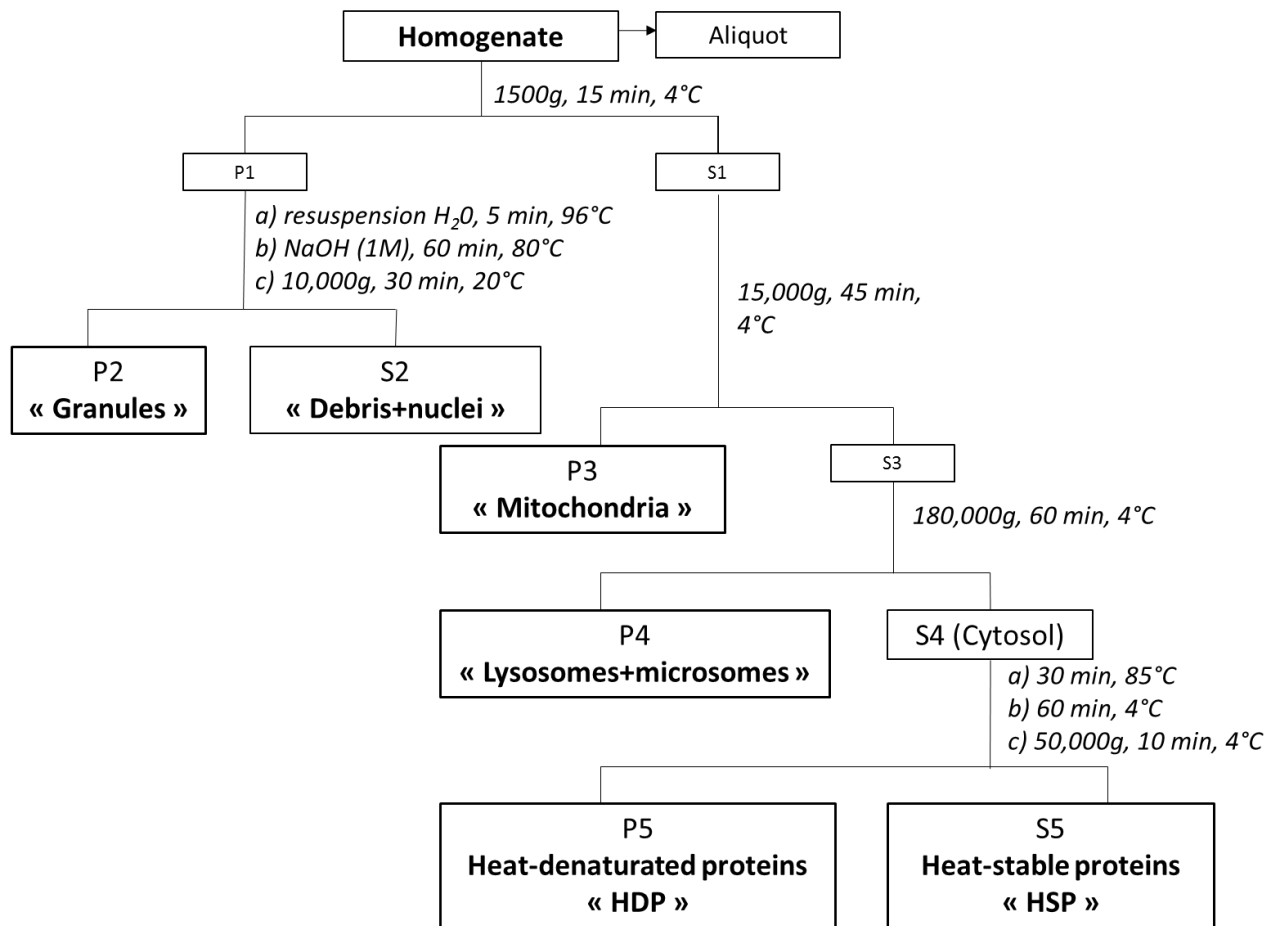 Homogenate
Aliquot
1500g, 15 min, 4°C
P1
S1
a) resuspension H₂0, 5 min, 96°C
b) NaOH (1M), 60 min, 80°C
c) 10,000g, 30 min, 20°C
15,000g, 45 min,
4°C
P2
« Granules »
S2
« Debris+nuclei »
P3
« Mitochondria »
S3
180,000g, 60 min, 4°C
P4
« Lysosomes+microsomes »
S4 (Cytosol)
a) 30 min, 85°C
b) 60 min, 4°C
c) 50,000g, 10 min, 4°C
P5
Heat-denaturated proteins
« HDP »
S5
Heat-stable proteins
« HSP »